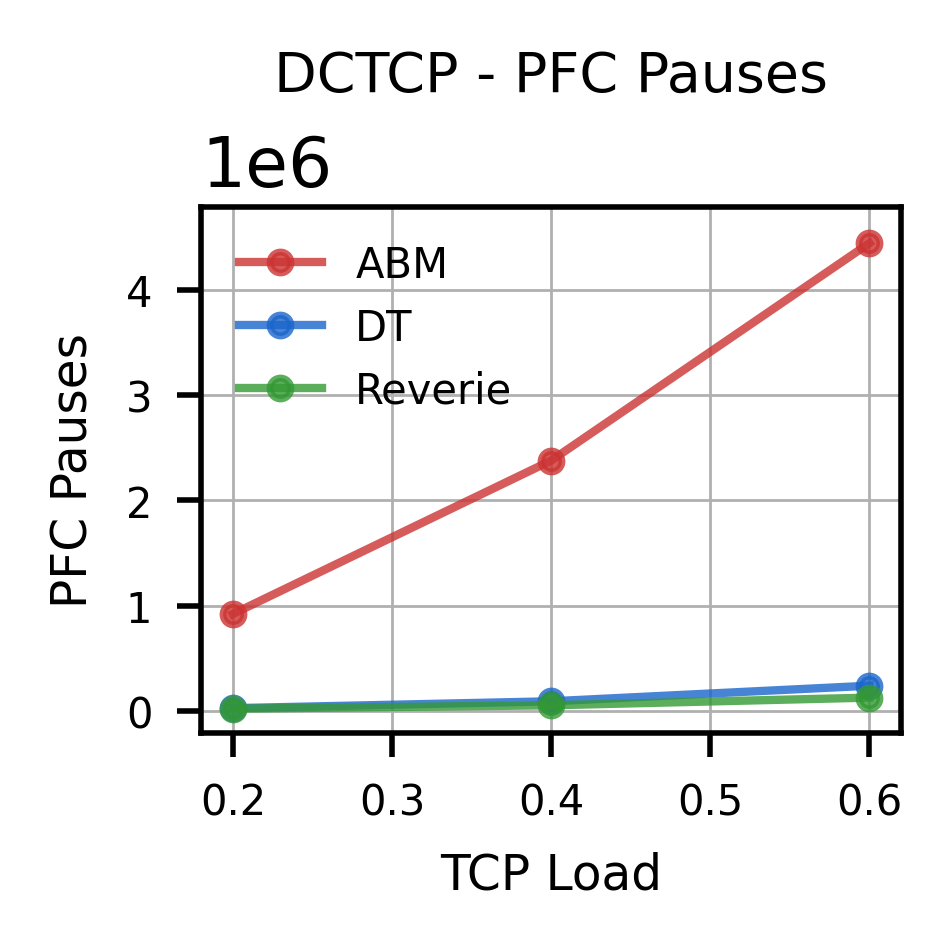 DCTCP - PFC Pauses
1e6
ABM
DT
Reverie
PFC Pauses
4
3
2
1
0
0.2 0.3 0.4 0.5 0.6
TCP Load